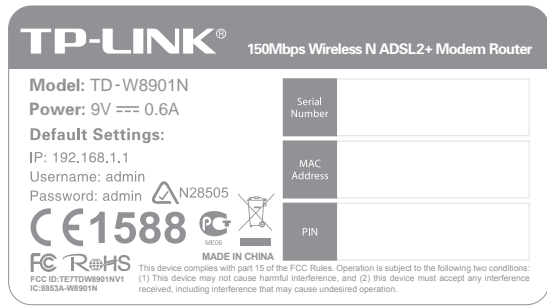 TP-LINK®
150Mbps Wireless N ADSL2+ Modem Router
Model: TD-W8901N
Power: 9V 0.6A
Default Settings:
IP: 192.168.1.1
Username: admin
Password: admin
N28505
Serial Number
MAC Address
PIN
CE1588
PCT
ME06
FC RoHS
MADE IN CHINA
FCC ID:TE7TDW8901NV1
IC:8853A-W8901N
This device complies with part 15 of the FCC Rules. Operation is subject to the following two conditions:
(1) This device may not cause harmful interference, and (2) this device must accept any interference
received, including interference that may cause undesired operation.